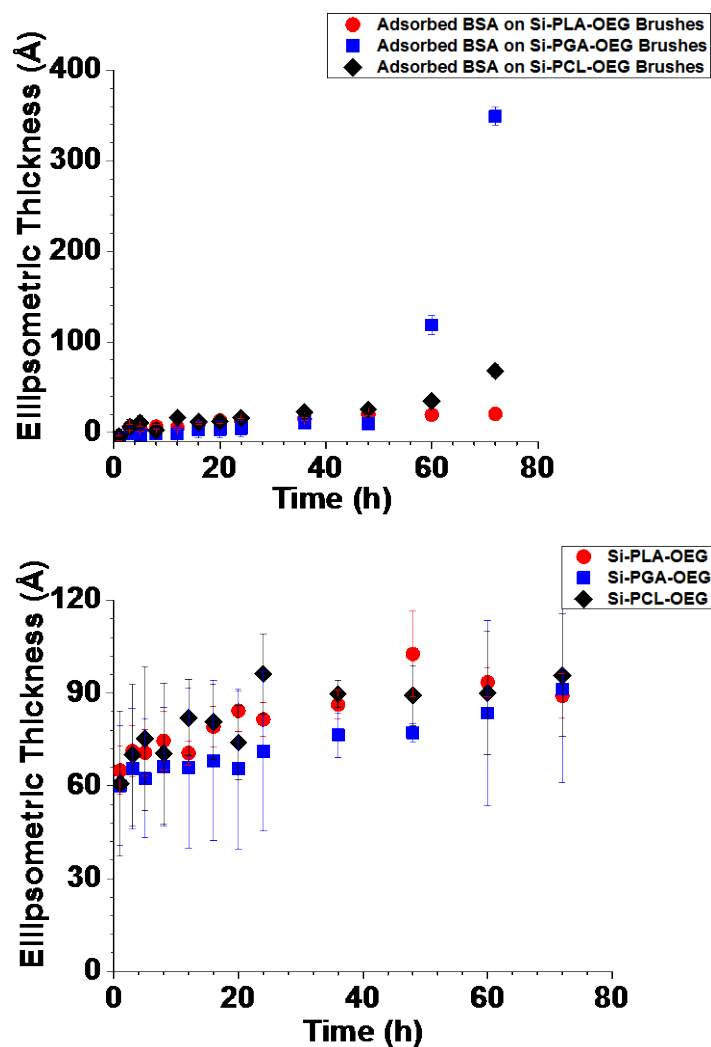 Adsorbed BSA on Si-PLA-OEG Brushes
Adsorbed BSA on Si-PGA-OEG Brushes
Adsorbed BSA on Si-PCL-OEG Brushes
Ellipsometric Thickness (Å)
400
300
200
100
0
0 20 40 60 80
Time (h)
Si-PLA-OEG
Si-PGA-OEG
Si-PCL-OEG
Ellipsometric Thickness (Å)
120
90
60
30
0
0 20 40 60 80
Time (h)